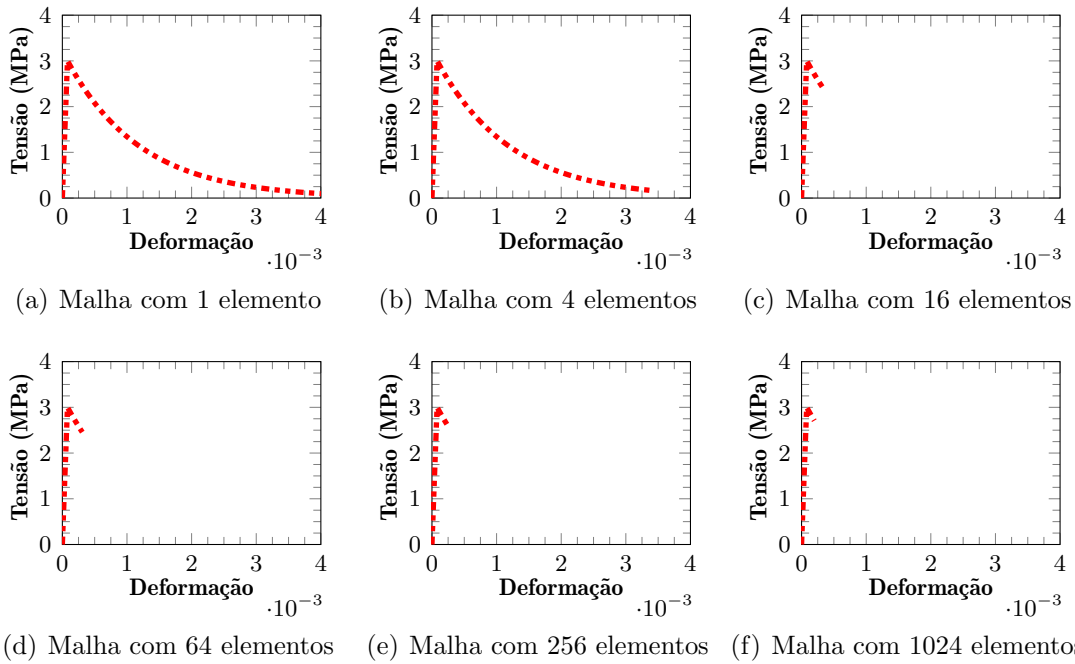 Tensão (MPa)
4
3
2
1
0
0 1 2 3 4
Deformação
·10−3
(a) Malha com 1 elemento
Tensão (MPa)
4
3
2
1
0
0 1 2 3 4
Deformação
·10−3
(b) Malha com 4 elementos
Tensão (MPa)
4
3
2
1
0
0 1 2 3 4
Deformação
·10−3
(c) Malha com 16 elementos
Tensão (MPa)
4
3
2
1
0
0 1 2 3 4
Deformação
·10−3
(d) Malha com 64 elementos
Tensão (MPa)
4
3
2
1
0
0 1 2 3 4
Deformação
·10−3
(e) Malha com 256 elementos
Tensão (MPa)
4
3
2
1
0
0 1 2 3 4
Deformação
·10−3
(f) Malha com 1024 elementos